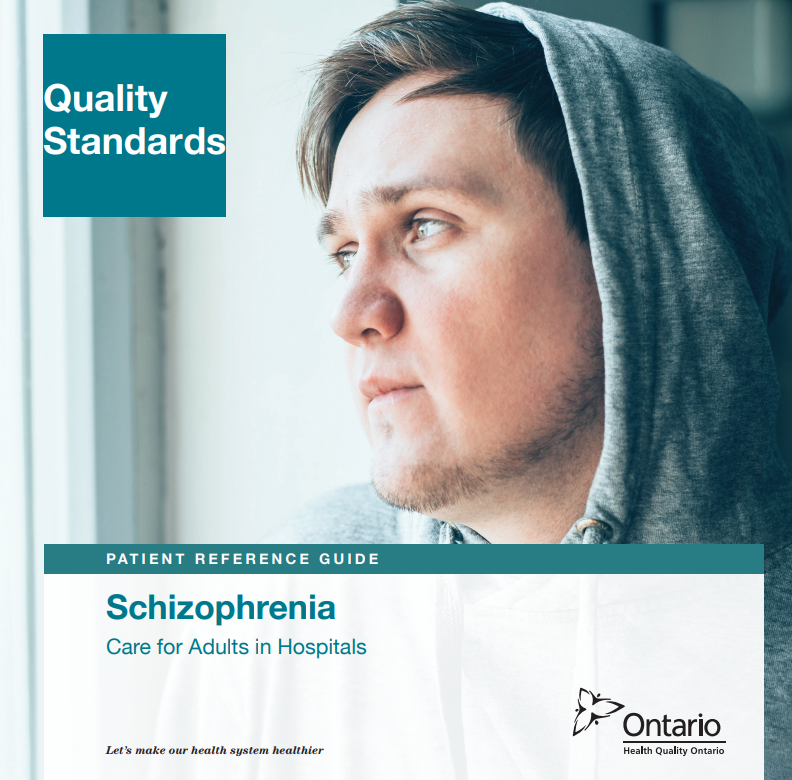 Quality
Standards
PATIENT REFERENCE GUIDE
Schizophrenia
Care for Adults in Hospitals
Let's make our health system healthier
Ontario
Health Quality Ontario